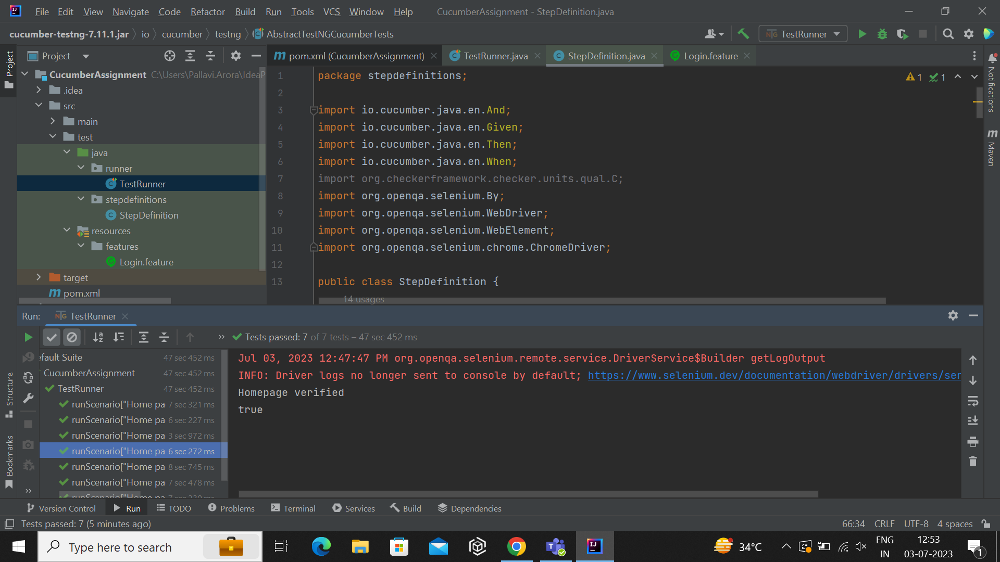 File Edit View Navigate Code Refactor Build Run Tools VCS Window Help CucumberAssignment - StepDefinition.java
cucumber-testng-7.11.1.jar io cucumber testng AbstractTestNGCucumberTests TestRunner
Project
Project
pom.xml (CucumberAssignment) TestRunner.java StepDefinition.java Login.feature
CucumberAssignment C:\Users\Pallavi.Arora\IdeaP
.idea
src
main
test
java
runner
TestRunner
stepdefinitions
StepDefinition
resources
features
Login.feature
target
pom.xml
1 package stepdefinitions;
2
3 import io.cucumber.java.en.And;
4 import io.cucumber.java.en.Given;
5 import io.cucumber.java.en.Then;
6 import io.cucumber.java.en.When;
7 import org.checkerframework.checker.units.qual.C;
8 import org.openqa.selenium.By;
9 import org.openqa.selenium.WebDriver;
10 import org.openqa.selenium.WebElement;
11 import org.openqa.selenium.chrome.ChromeDriver;
12
13 public class StepDefinition {
14 usages
1 1
Notifications
Maven
Run: TestRunner
Tests passed: 7 of 7 tests – 47 sec 452 ms
efault Suite 47 sec 452 ms
CucumberAssignment 47 sec 452 ms
TestRunner 47 sec 452 ms
runScenario["Home pa 7 sec 321 ms
runScenario["Home pa 6 sec 227 ms
runScenario["Home pa 3 sec 972 ms
runScenario["Home pa 6 sec 272 ms
runScenario["Home pa 8 sec 745 ms
runScenario["Home pa 7 sec 478 ms
Jul 03, 2023 12:47:47 PM org.openqa.selenium.remote.service.DriverService$Builder getLogOutput
INFO: Driver logs no longer sent to console by default; https://www.selenium.dev/documentation/webdriver/drivers/ser
Homepage verified
true
Structure
Bookmarks
Version Control Run TODO Problems Terminal Services Build Dependencies
Tests passed: 7 (5 minutes ago) 66:34 CRLF UTF-8 4 spaces
Type here to search
34°C
ENG
IN
12:53
03-07-2023
1